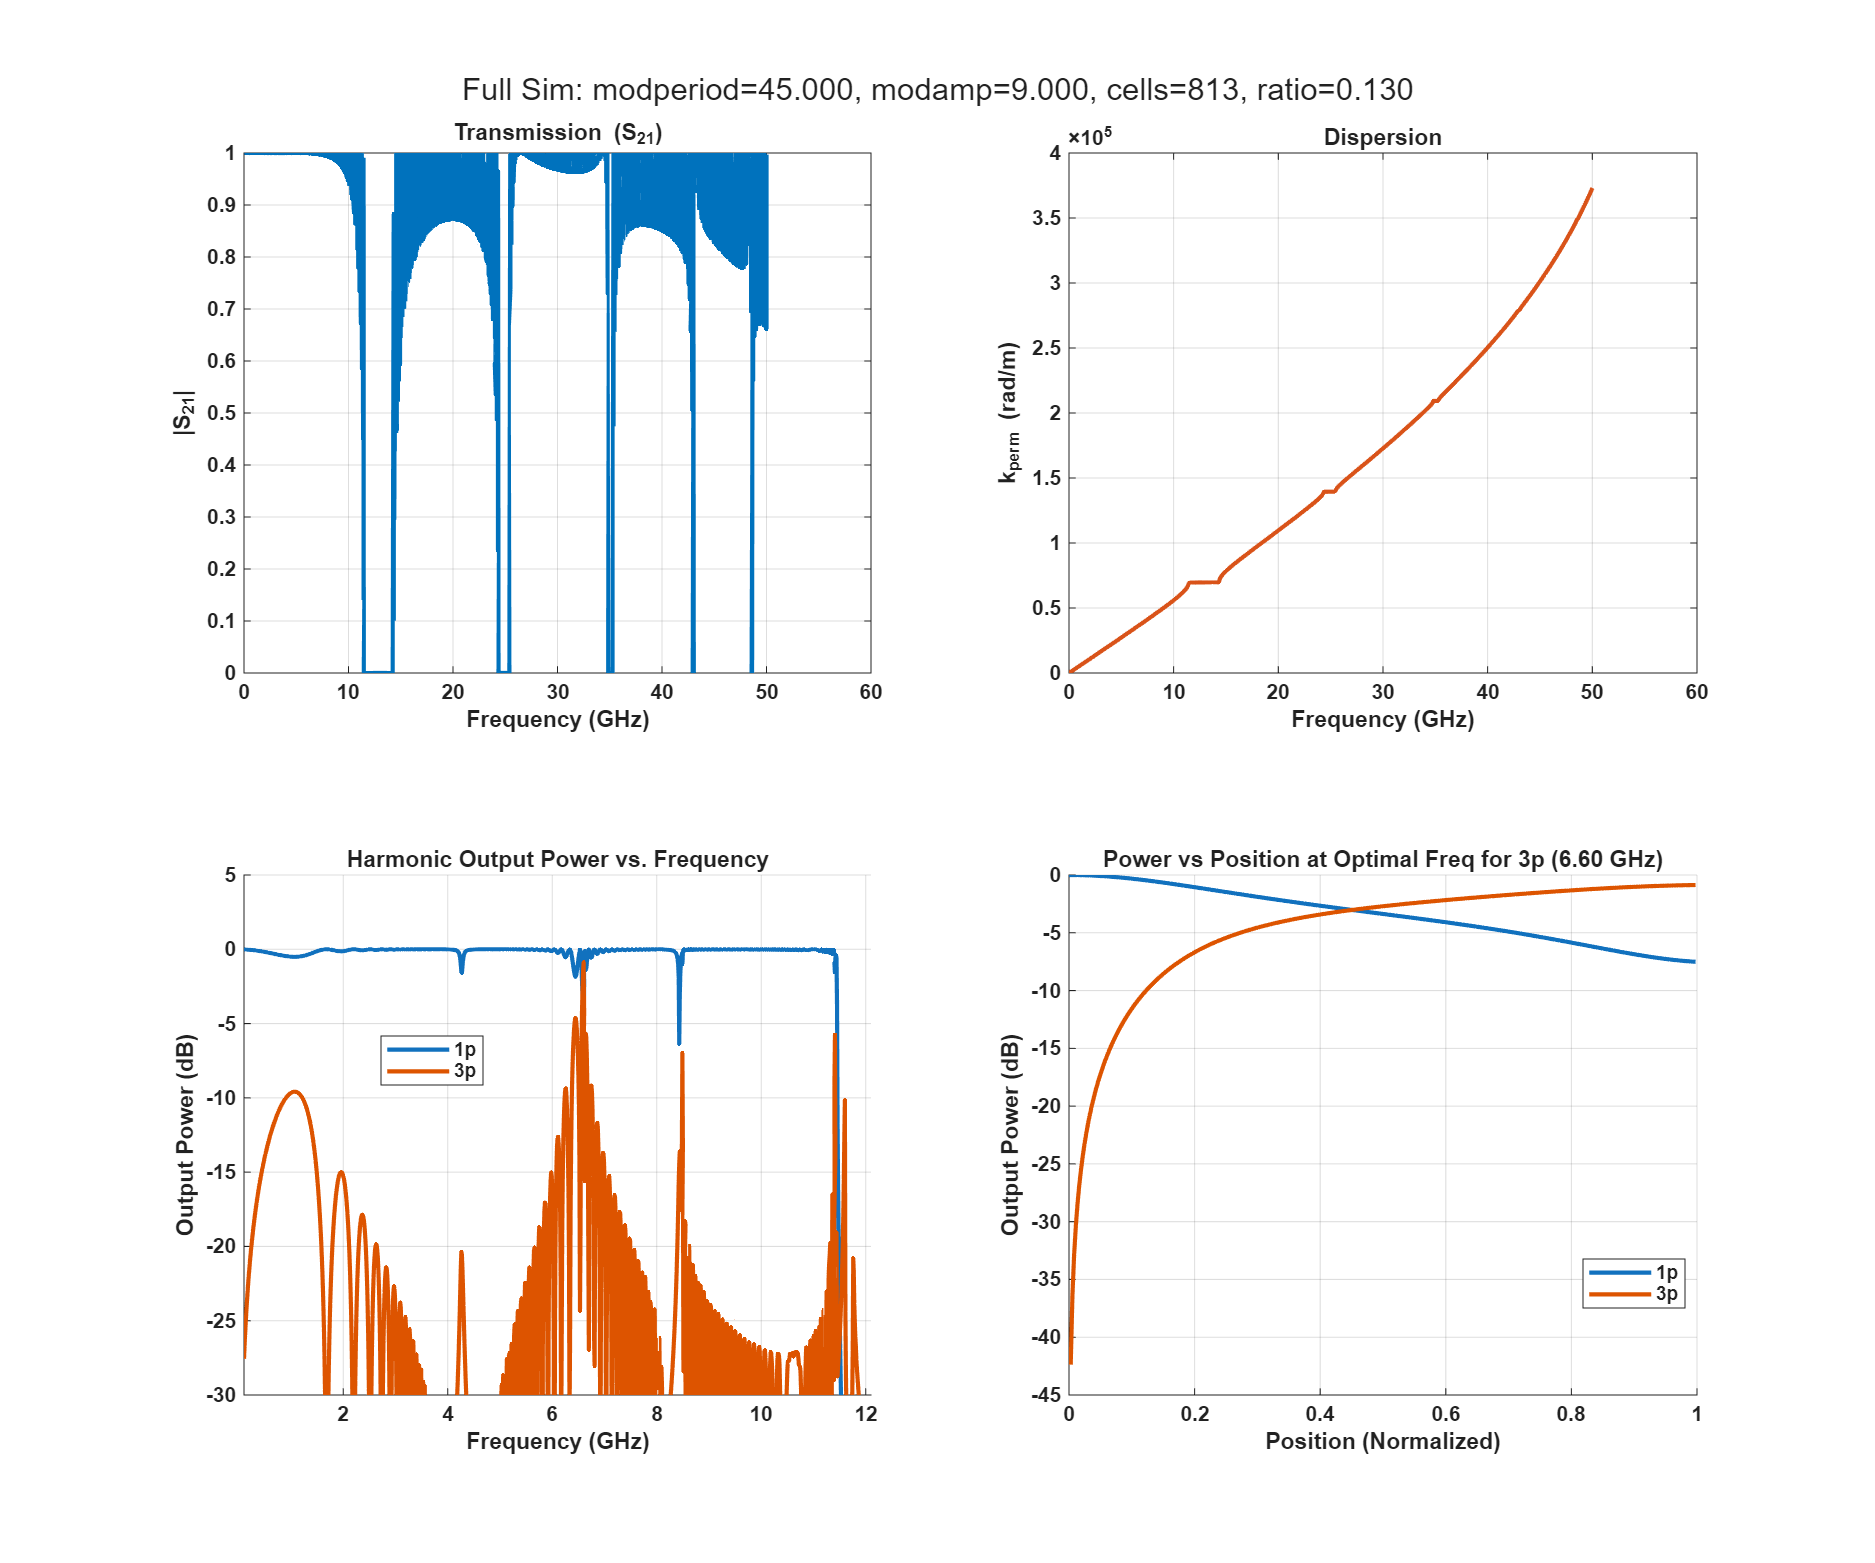 Full Sim: modperiod=45.000, modamp=9.000, cells=813, ratio=0.130
Transmission (S21)
1
0.9
0.8
0.7
0.6
0.5
0.4
0.3
0.2
0.1
0
|S21|
0 10 20 30 40 50 60
Frequency (GHz)
×10^5
Dispersion
4
3.5
3
2.5
2
1.5
1
0.5
0
kperm (rad/m)
0 10 20 30 40 50 60
Frequency (GHz)
Harmonic Output Power vs. Frequency
5
0
-5
-10
-15
-20
-25
-30
Output Power (dB)
1p
3p
2 4 6 8 10 12
Frequency (GHz)
Power vs Position at Optimal Freq for 3p (6.60 GHz)
0
-5
-10
-15
-20
-25
-30
-35
-40
-45
Output Power (dB)
1p
3p
0 0.2 0.4 0.6 0.8 1
Position (Normalized)